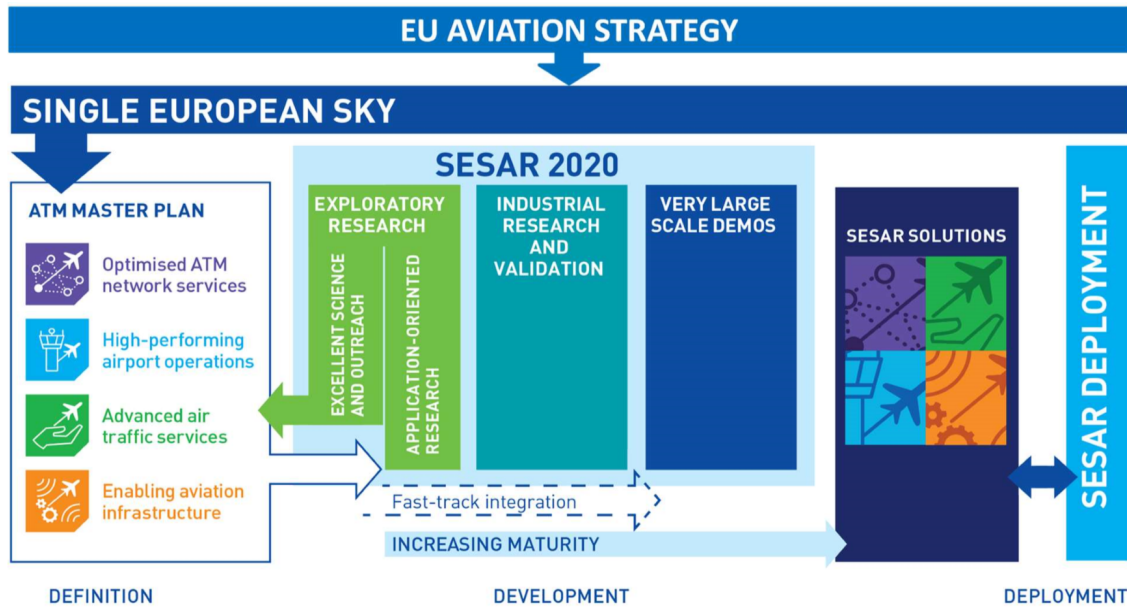 EU AVIATION STRATEGY
SINGLE EUROPEAN SKY
ATM MASTER PLAN
Optimised ATM
network services
High-performing
airport operations
Advanced air
traffic services
Enabling aviation
infrastructure
SESAR 2020
EXPLORATORY
RESEARCH
EXCELLENT SCIENCE
AND OUTREACH
APPLICATION-ORIENTED
RESEARCH
INDUSTRIAL
RESEARCH
AND
VALIDATION
VERY LARGE
SCALE DEMOS
Fast-track integration
INCREASING MATURITY
SESAR SOLUTIONS
SESAR DEPLOYMENT
DEFINITION
DEVELOPMENT
DEPLOYMENT